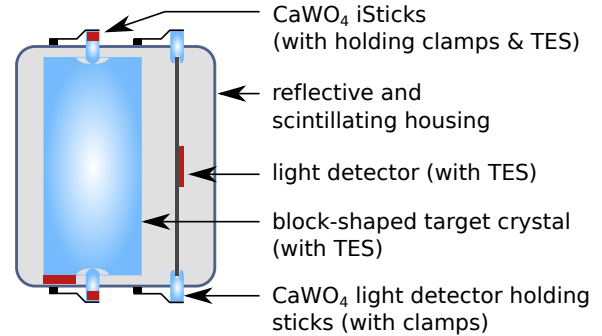 CaWO₄ iSticks
(with holding clamps & TES)
reflective and
scintillating housing
light detector (with TES)
block-shaped target crystal
(with TES)
CaWO₄ light detector holding
sticks (with clamps)